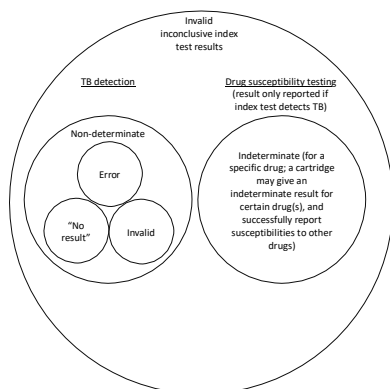 Invalid
inconclusive index
test results
TB detection
Drug susceptibility testing
(result only reported if
index test detects TB)
Non-determinate
Error
“No
result”
Invalid
Indeterminate (for a
specific drug; a cartridge
may give an
indeterminate result for
certain drug(s), and
successfully report
susceptibilities to other
drugs)